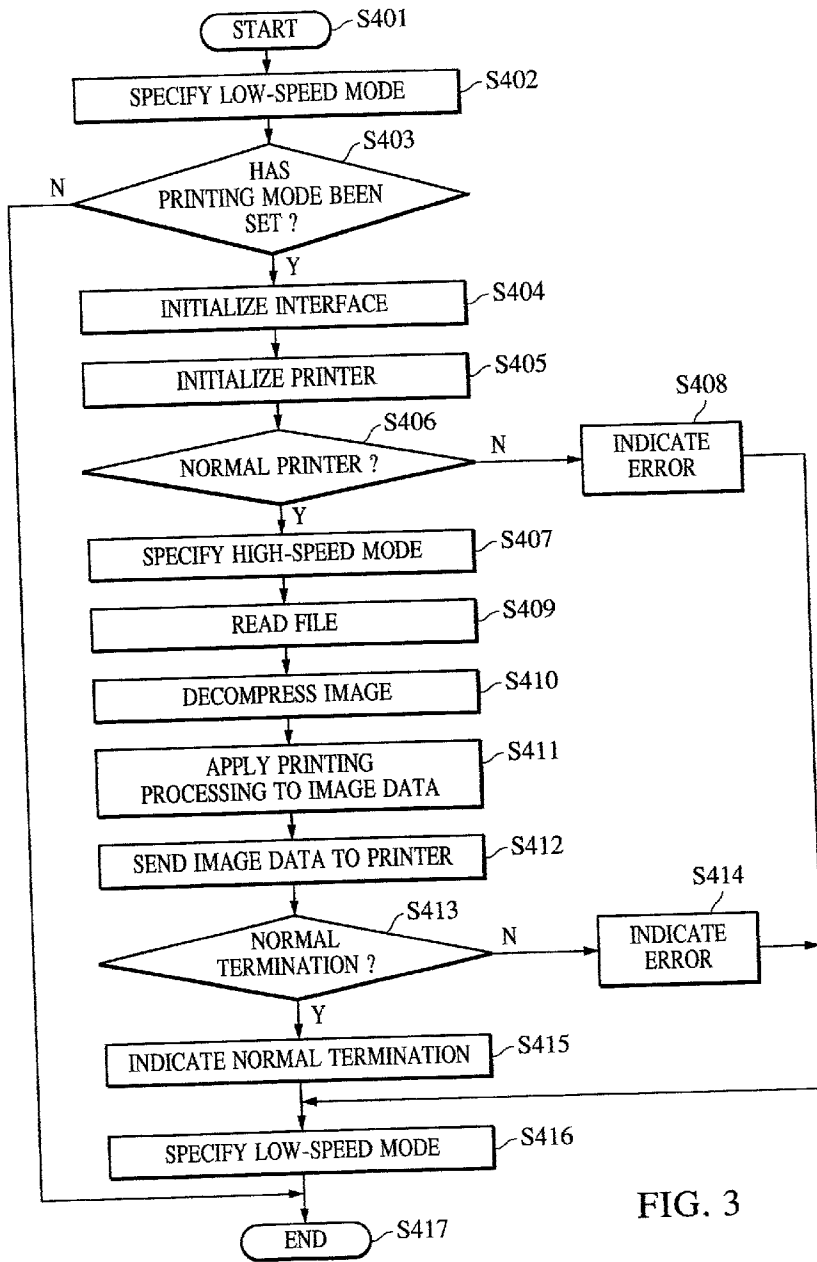 START
S401
SPECIFY LOW-SPEED MODE
S402
S403
HAS
PRINTING MODE BEEN
SET ?
N
Y
INITIALIZE INTERFACE
S404
INITIALIZE PRINTER
S405
S406
NORMAL PRINTER ?
N
S408
INDICATE
ERROR
Y
SPECIFY HIGH-SPEED MODE
S407
READ FILE
S409
DECOMPRESS IMAGE
S410
APPLY PRINTING
PROCESSING TO IMAGE DATA
S411
SEND IMAGE DATA TO PRINTER
S412
S413
NORMAL
TERMINATION ?
N
S414
INDICATE
ERROR
Y
INDICATE NORMAL TERMINATION
S415
SPECIFY LOW-SPEED MODE
S416
END
S417
FIG. 3